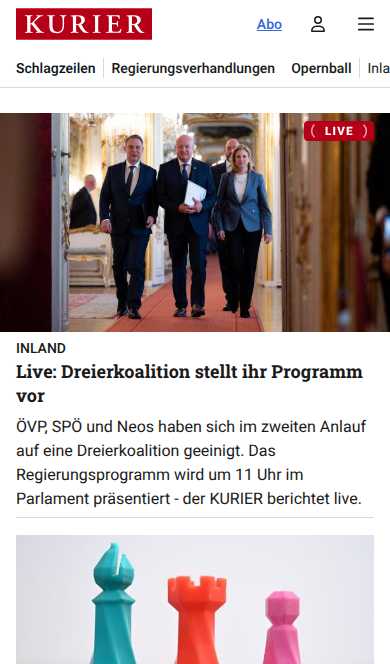 KURIER
Abo
Schlagzeilen
Regierungsverhandlungen
Opernball
Inla
LIVE
INLAND
Live: Dreierkoalition stellt ihr Programm
vor
ÖVP, SPÖ und Neos haben sich im zweiten Anlauf
auf eine Dreierkoalition geeinigt. Das
Regierungsprogramm wird um 11 Uhr im
Parlament präsentiert - der KURIER berichtet live.